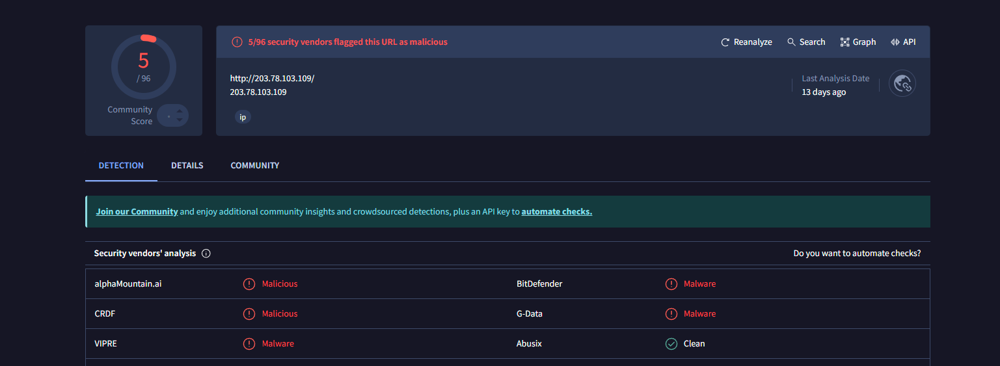 5
/ 96
Community
Score
5/96 security vendors flagged this URL as malicious
Reanalyze
Search
Graph
API
http://203.78.103.109/
203.78.103.109
ip
Last Analysis Date
13 days ago
DETECTION
DETAILS
COMMUNITY
Join our Community and enjoy additional community insights and crowdsourced detections, plus an API key to automate checks.
Security vendors' analysis
Do you want to automate checks?
alphaMountain.ai
Malicious
BitDefender
Malware
CRDF
Malicious
G-Data
Malware
VIPRE
Malware
Abusix
Clean